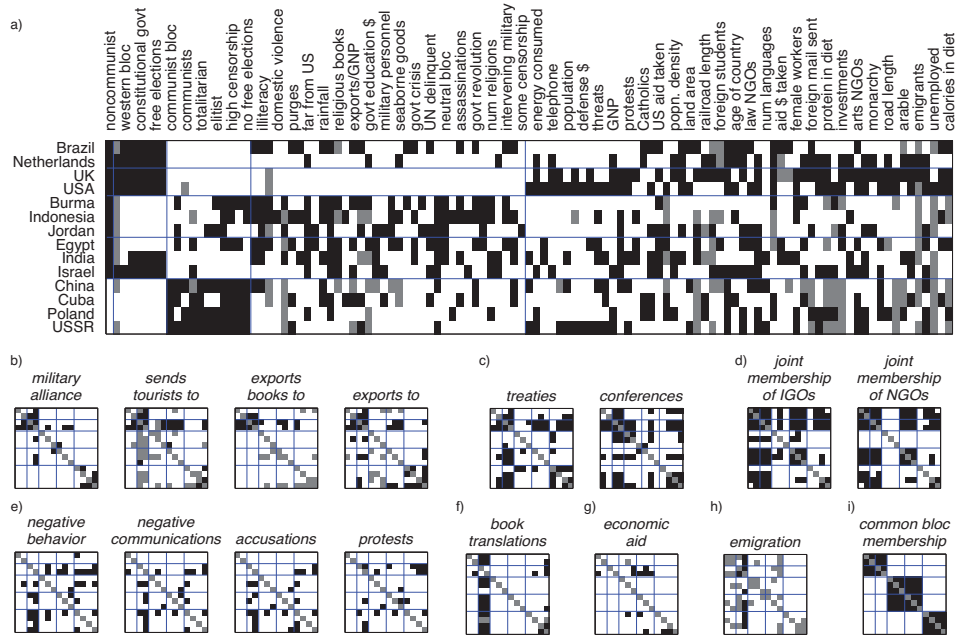 a)
noncommunist
western bloc
constitutional govt
free elections
communist bloc
communists
totalitarian
elitist
high censorship
no free elections
illiteracy
domestic violence
purges
far from US
rainfall
religious books
exports/GNP
govt education $
military personnel
seaborne goods
govt crisis
UN delinquent
neutral bloc
assassinations
govt revolution
num religions
intervening military
some censorship
energy consumed
telephone
population
defense $
threats
GNP
protests
Catholics
US aid taken
popn. density
land area
railroad length
foreign students
age of country
law NGOs
num languages
aid $ taken
female workers
foreign mail sent
protein in diet
investments
arts NGOs
monarchy
road length
arable
emigrants
unemployed
calories in diet
Brazil
Netherlands
UK
USA
Burma
Indonesia
Jordan
Egypt
India
Israel
China
Cuba
Poland
USSR
b)
military
alliance
sends
tourists to
exports
books to
exports to
c)
treaties
conferences
d)
joint
membership
of IGOs
joint
membership
of NGOs
e)
negative
behavior
negative
communications
accusations
protests
f)
book
translations
g)
economic
aid
h)
emigration
i)
common bloc
membership